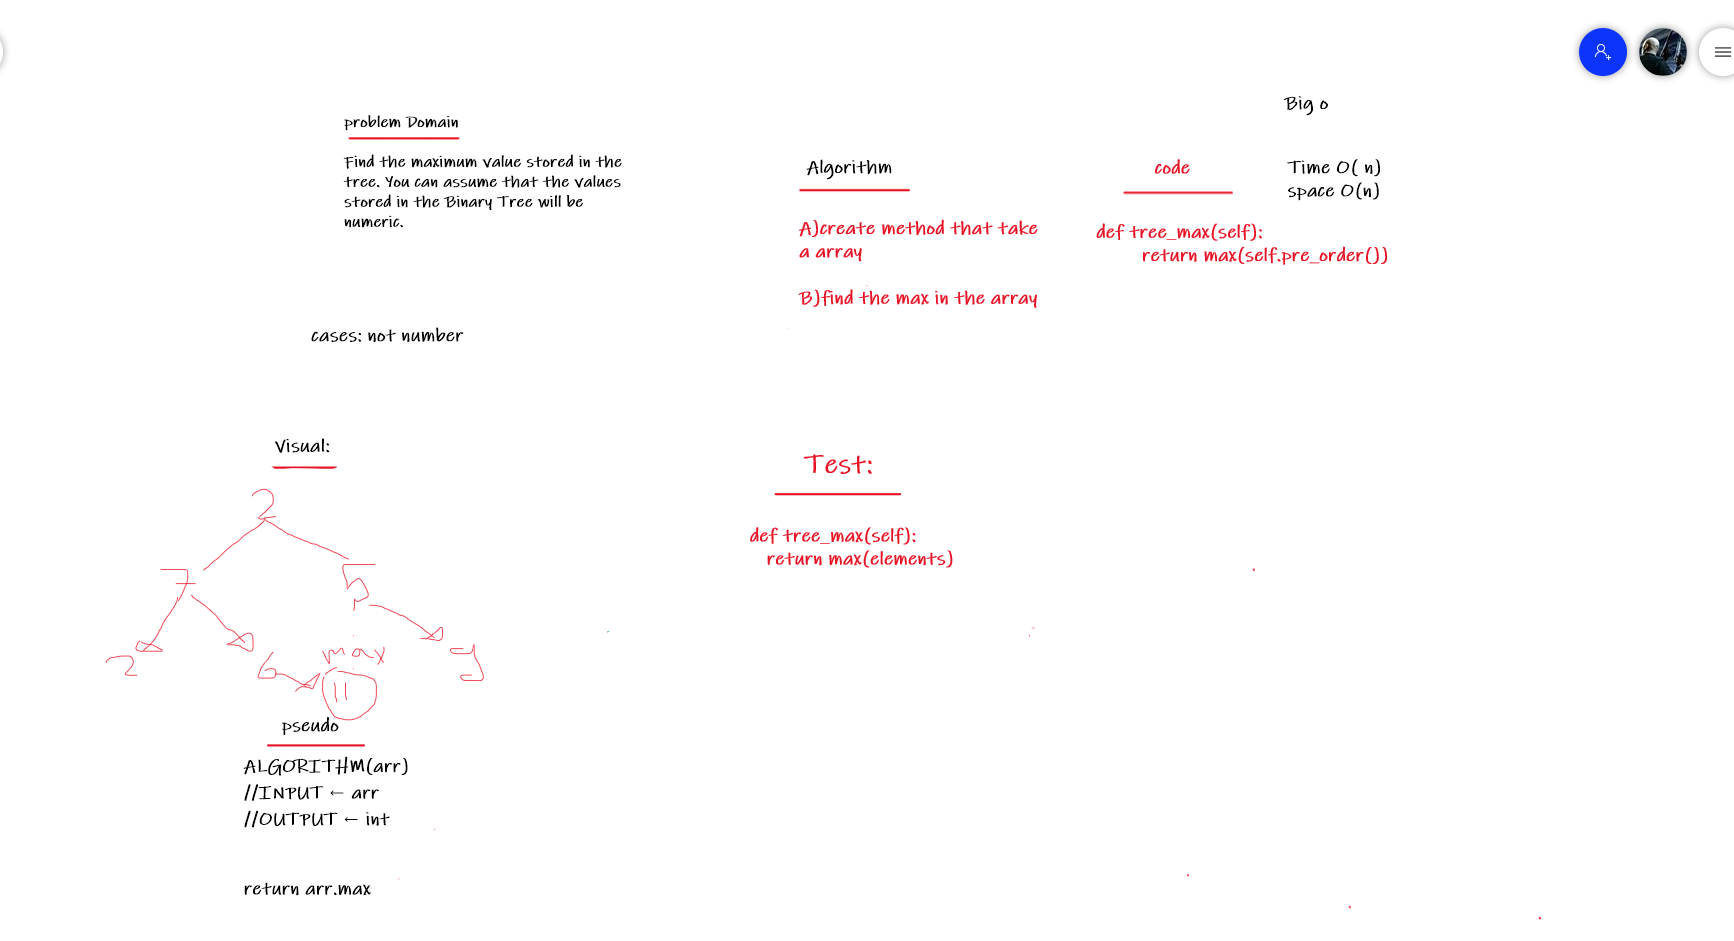 Big o
problem Domain
Find the maximum value stored in the
tree. You can assume that the values
stored in the Binary Tree will be
numeric.
cases: not number
Algorithm
A)create method that take
a array
B)find the max in the array
code
def tree_max(self):
return max(self.pre_order())
Time O( n)
space O(n)
Visual:
2
7
5
2
6
max
11
9
Test:
def tree_max(self):
return max(elements)
pseudo
ALGORITHM(arr)
//INPUT ← arr
//OUTPUT ← int
return arr.max